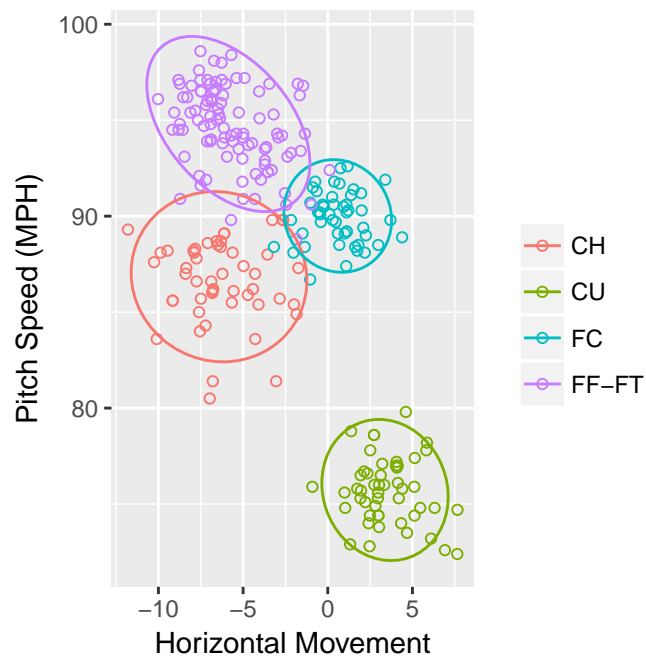 100
90
80
Pitch Speed (MPH)
−10
−5
0
5
Horizontal Movement
CH
CU
FC
FF−FT